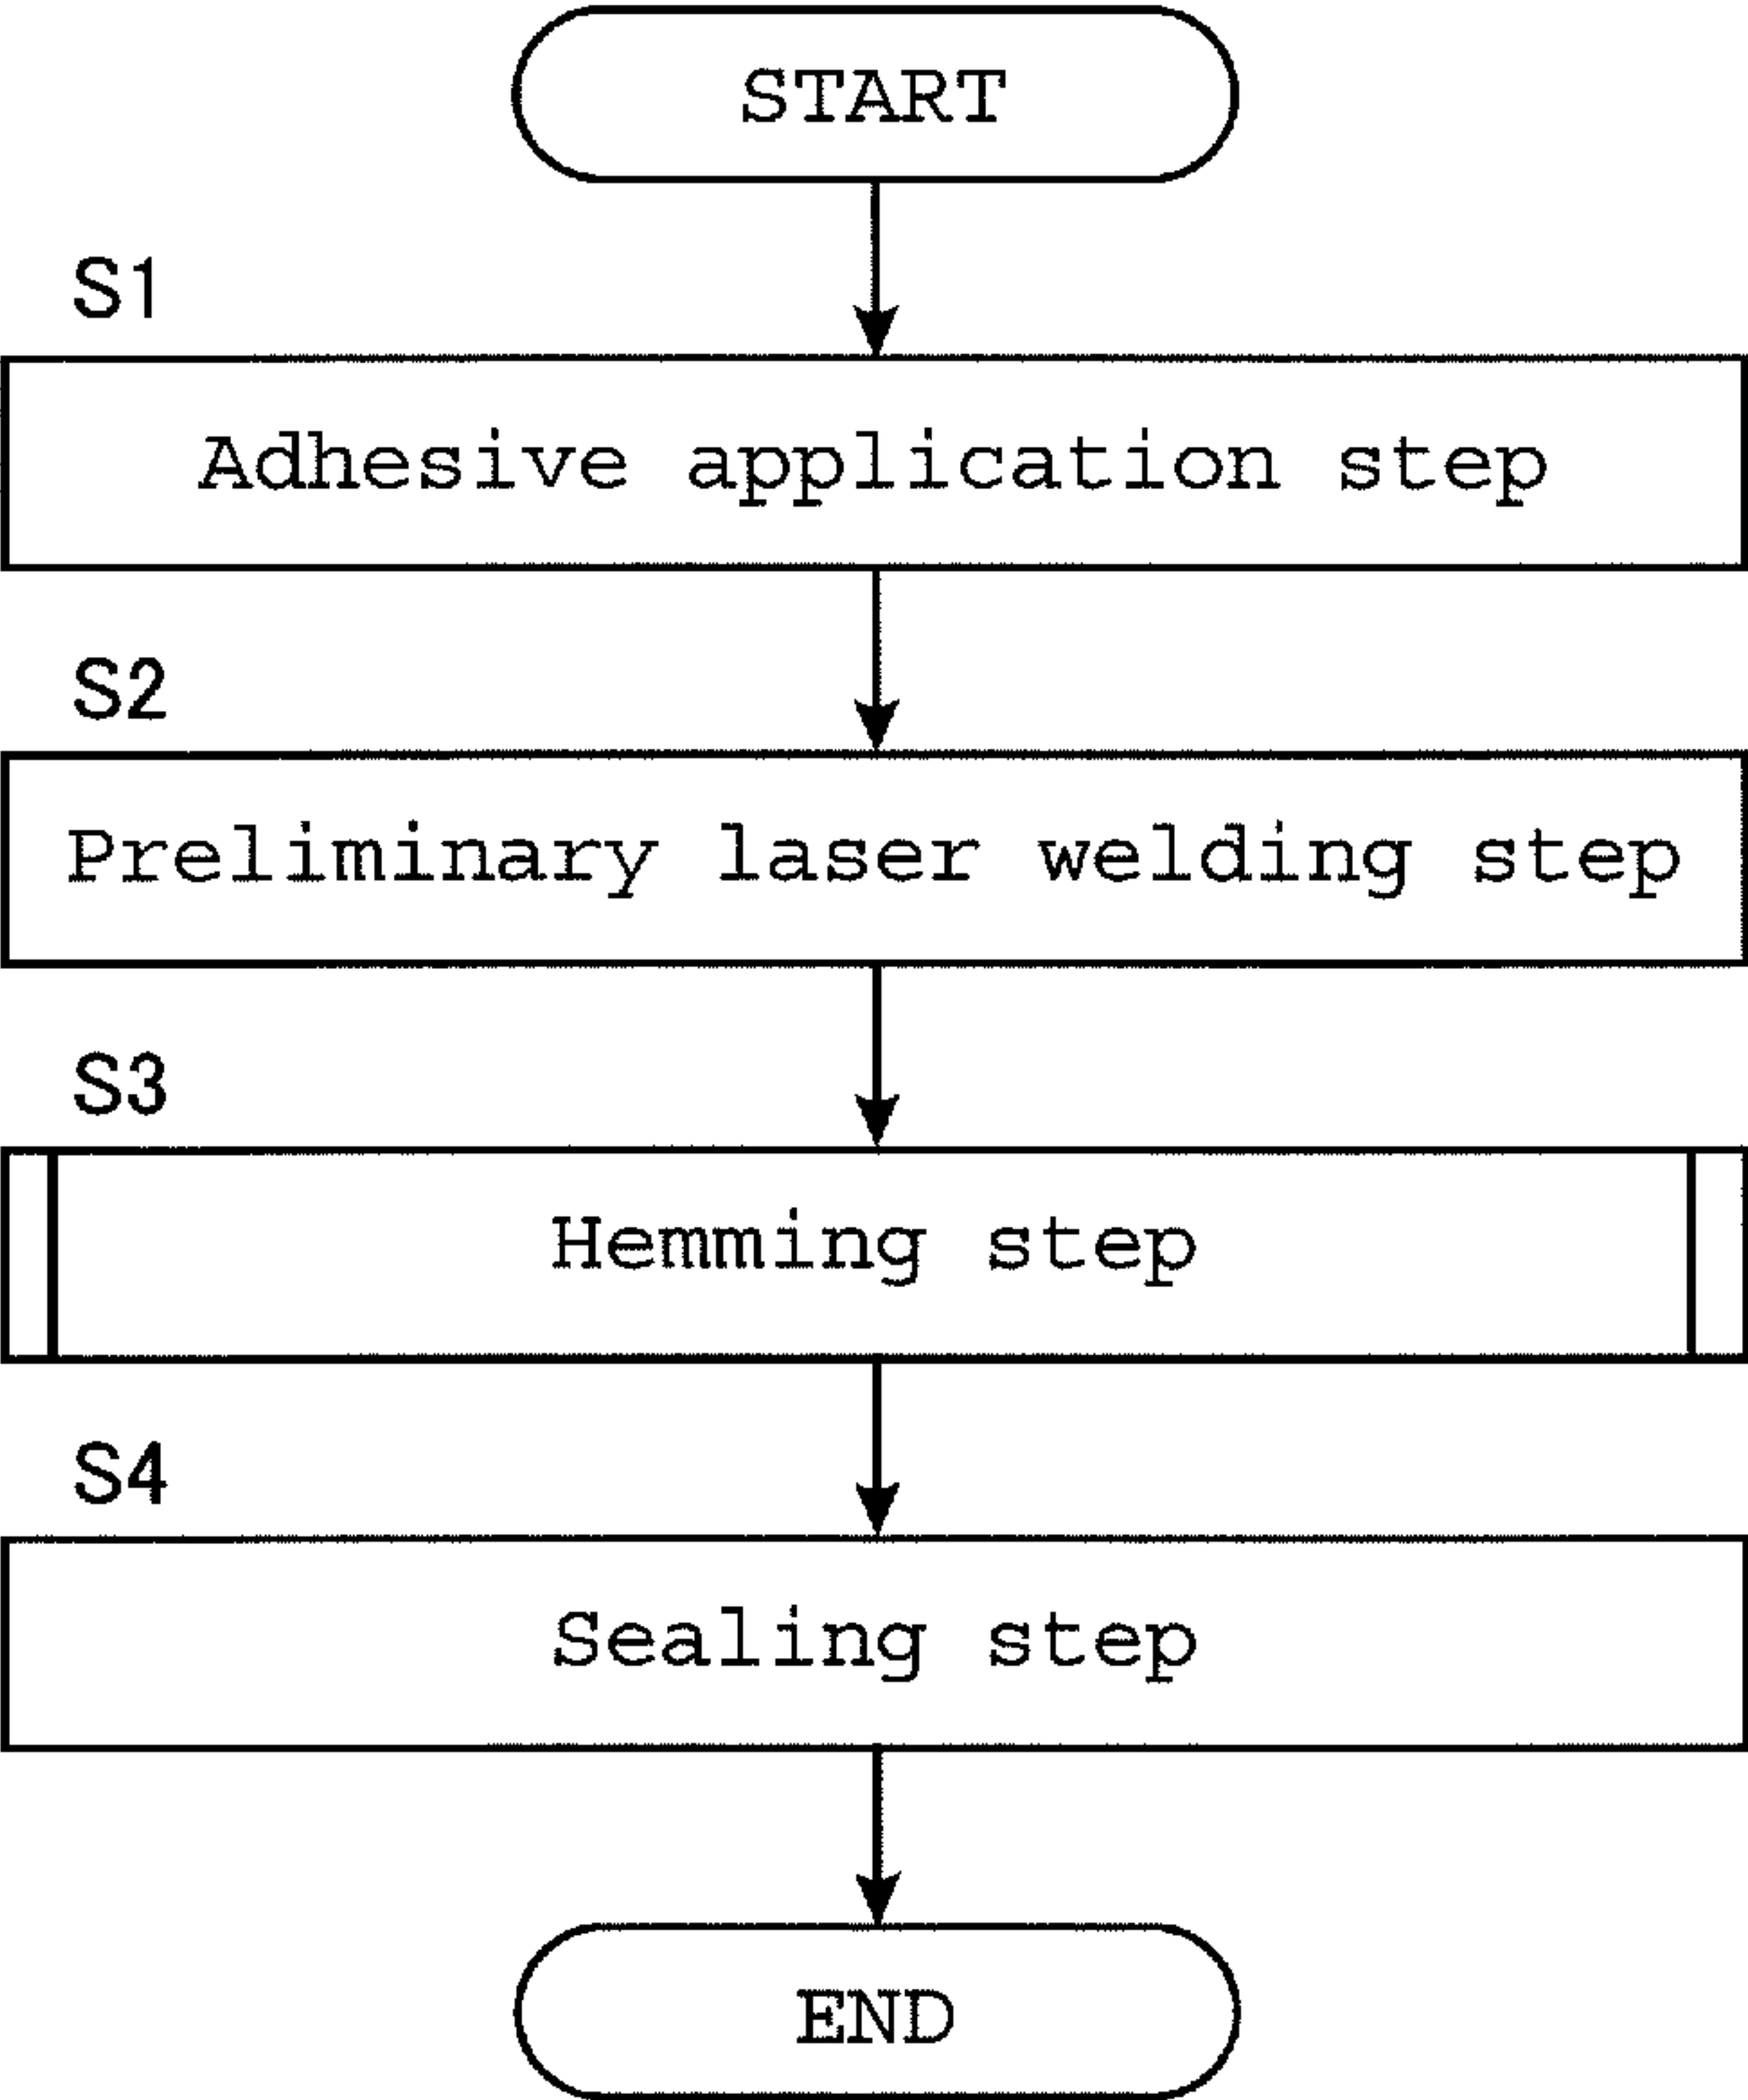 START
S1
Adhesive application step
S2
Preliminary laser welding step
S3
Hemming step
S4
Sealing step
END